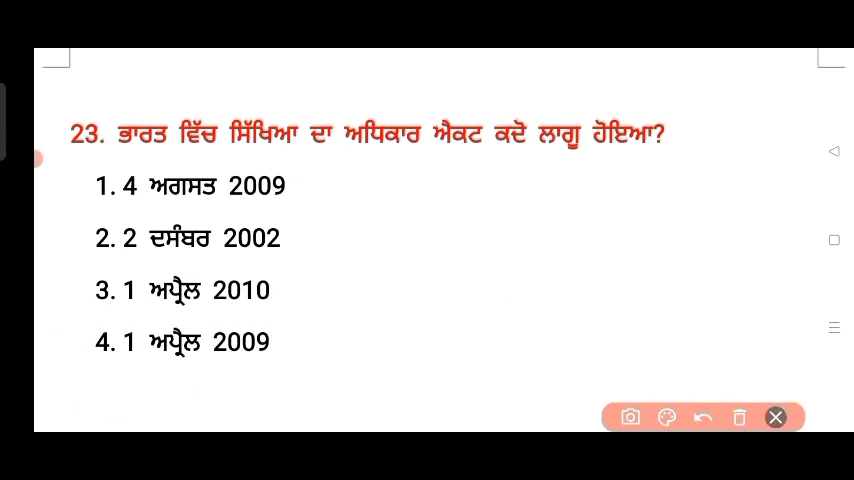 23. ਭਾਰਤ ਵਿੱਚ ਸਿੱਖਿਆ ਦਾ ਅਧਿਕਾਰ ਐਕਟ ਕਦੋ ਲਾਗੂ ਹੋਇਆ?
1. 4 ਅਗਸਤ 2009
2. 2 ਦਸੰਬਰ 2002
3. 1 ਅਪ੍ਰੈਲ 2010
4. 1 ਅਪ੍ਰੈਲ 2009